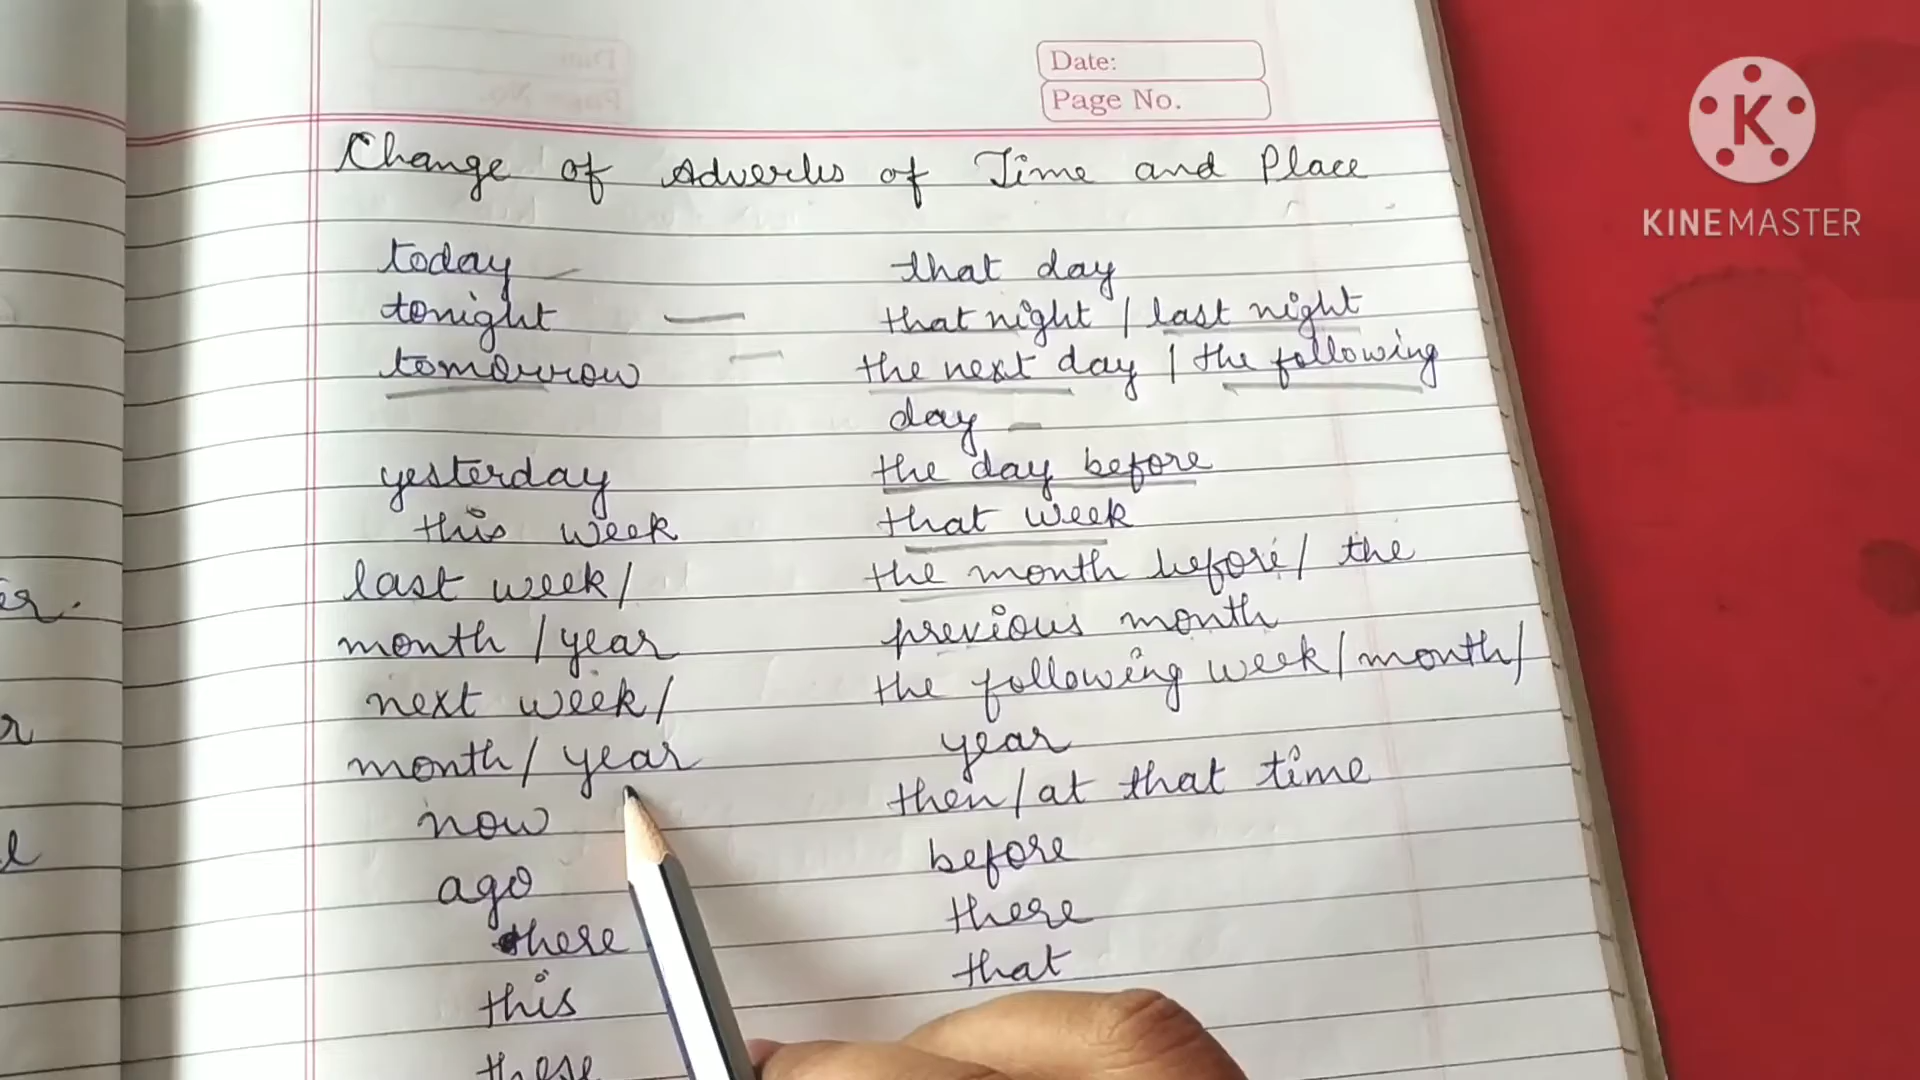 Date:
Page No.
K
KINEMASTER
Change of Adverbs of Time and Place
today that day
tonight — that night / last night
tomorrow — the next day / the following
day
yesterday the day before
this week that week
last week/ the month before/ the
month/year previous month
next week/ the following week/month/
month/year year
now then/at that time
ago before
here there
this that
these